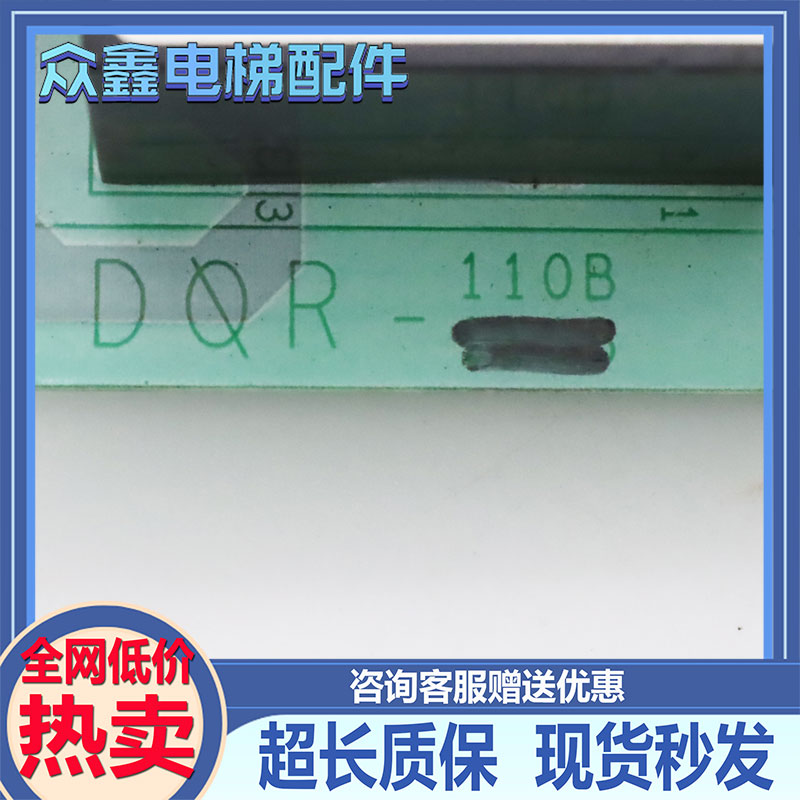 众鑫电梯配件
3
1
DQR - 110B
全网低价
热卖
咨询客服赠送优惠
超长质保 现货秒发